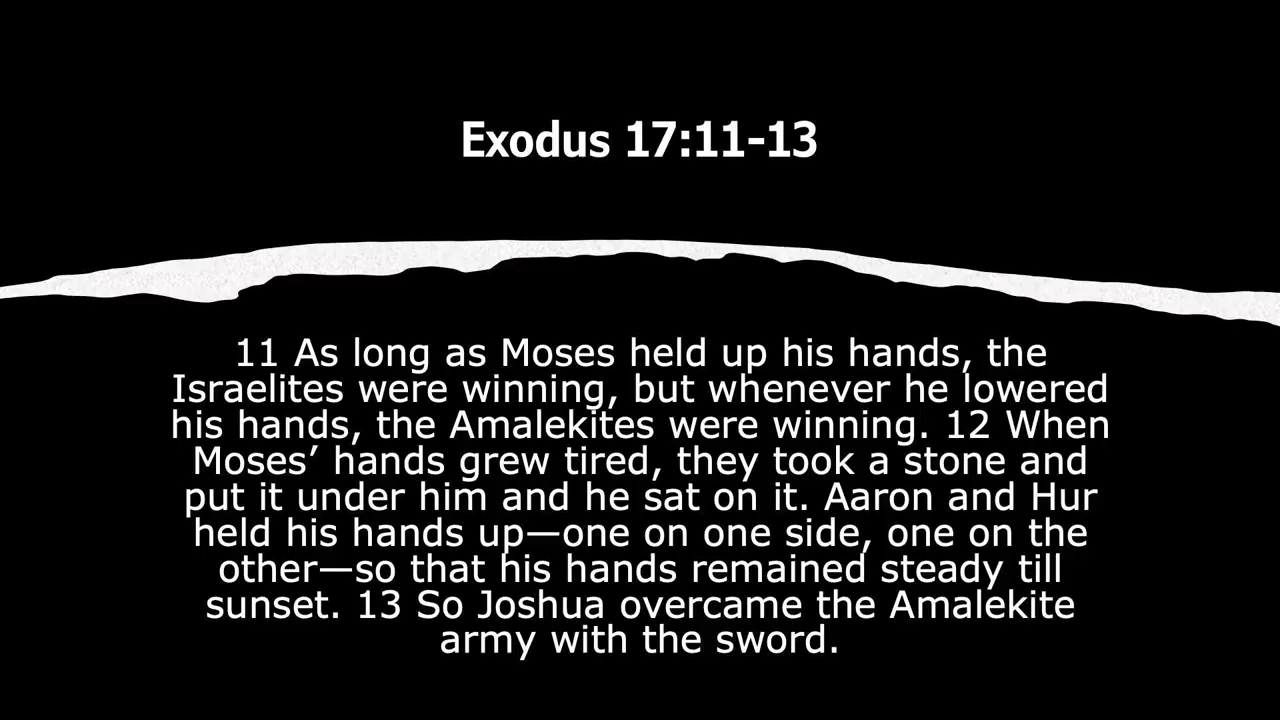 Exodus 17:11-13
11 As long as Moses held up his hands, the
Israelites were winning, but whenever he lowered
his hands, the Amalekites were winning. 12 When
Moses’ hands grew tired, they took a stone and
put it under him and he sat on it. Aaron and Hur
held his hands up—one on one side, one on the
other—so that his hands remained steady till
sunset. 13 So Joshua overcame the Amalekite
army with the sword.